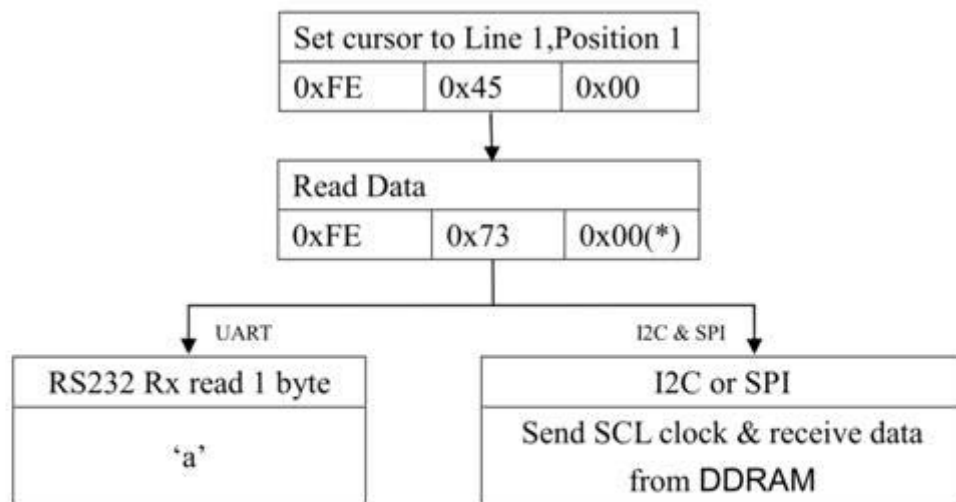 Set cursor to Line 1,Position 1
0xFE 0x45 0x00
Read Data
0xFE 0x73 0x00(*)
UART I2C & SPI
RS232 Rx read 1 byte I2C or SPI
‘a’ Send SCL clock & receive data
from DDRAM